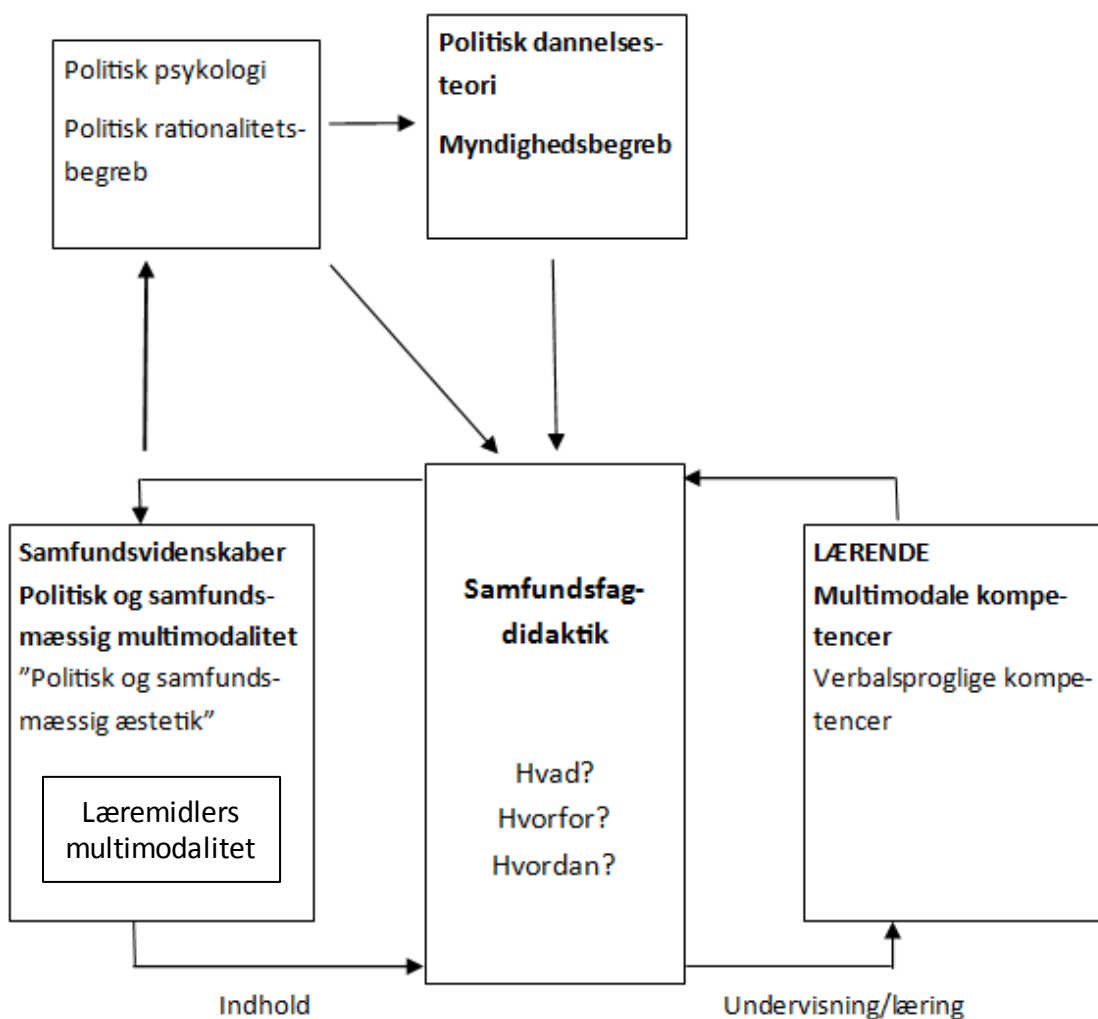 Politisk psykologi
Politisk rationalitets-
begreb
Politisk dannelses-
teori
Myndighedsbegreb
Samfundsvidenskaber
Politisk og samfunds-
mæssig multimodalitet
”Politisk og samfunds-
mæssig æstetik”
Læremidlers
multimodalitet
Samfundsfag-
didaktik
Hvad?
Hvorfor?
Hvordan?
LÆRENDE
Multimodale kompe-
tencer
Verbalsproglige kompe-
tencer
Indhold
Undervisning/læring